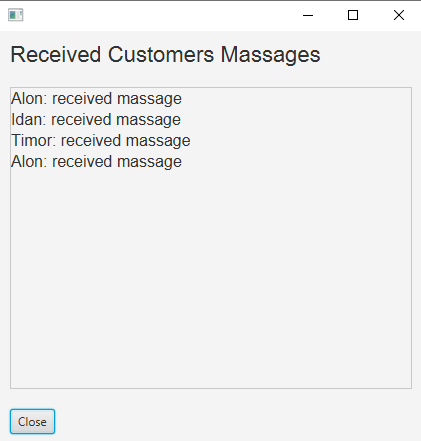 Received Customers Massages
Alon: received massage
Idan: received massage
Timor: received massage
Alon: received massage
Close